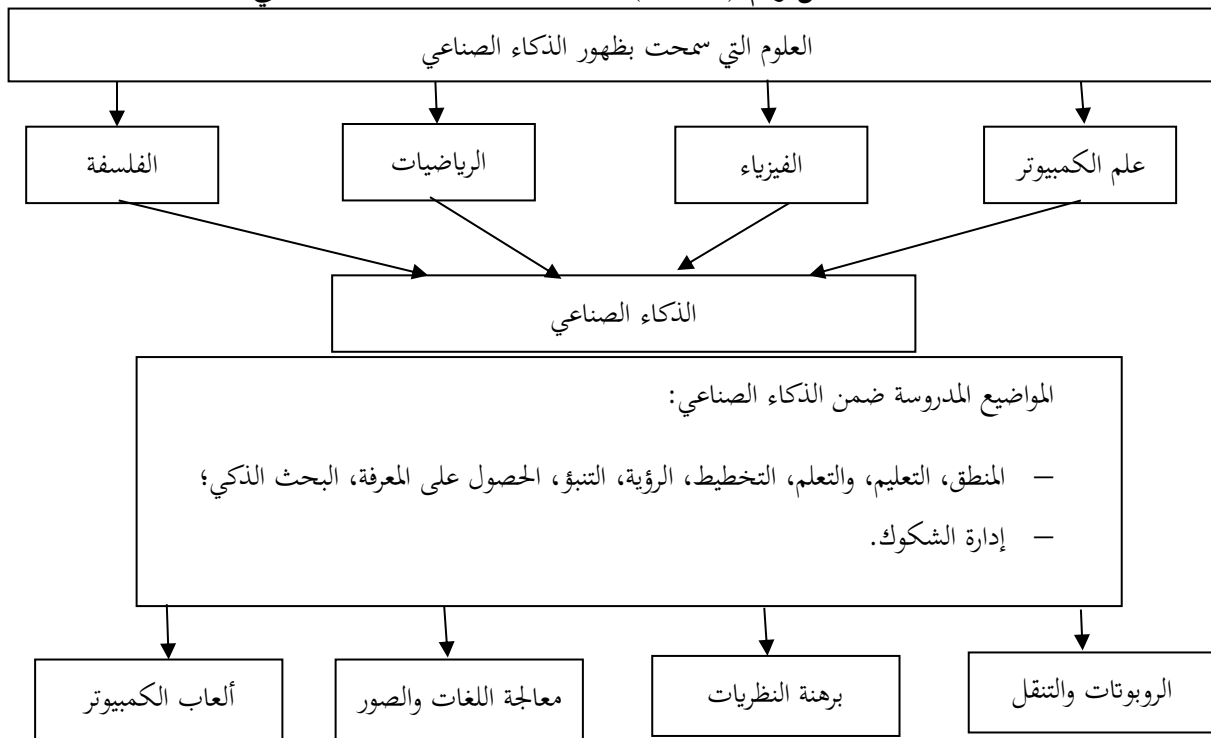 العلوم التي سمحت بظهور الذكاء الصناعي
علم الكمبيوتر
الفيزياء
الرياضيات
الفلسفة
الذكاء الصناعي
المواضيع المدروسة ضمن الذكاء الصناعي:
– المنطق، التعليم، والتعلم، التخطيط، الرؤية، التنبؤ، الحصول على المعرفة، البحث الذكي؛
– إدارة الشكوك.
الروبوتات والتنقل
برهنة النظريات
معالجة اللغات والصور
ألعاب الكمبيوتر